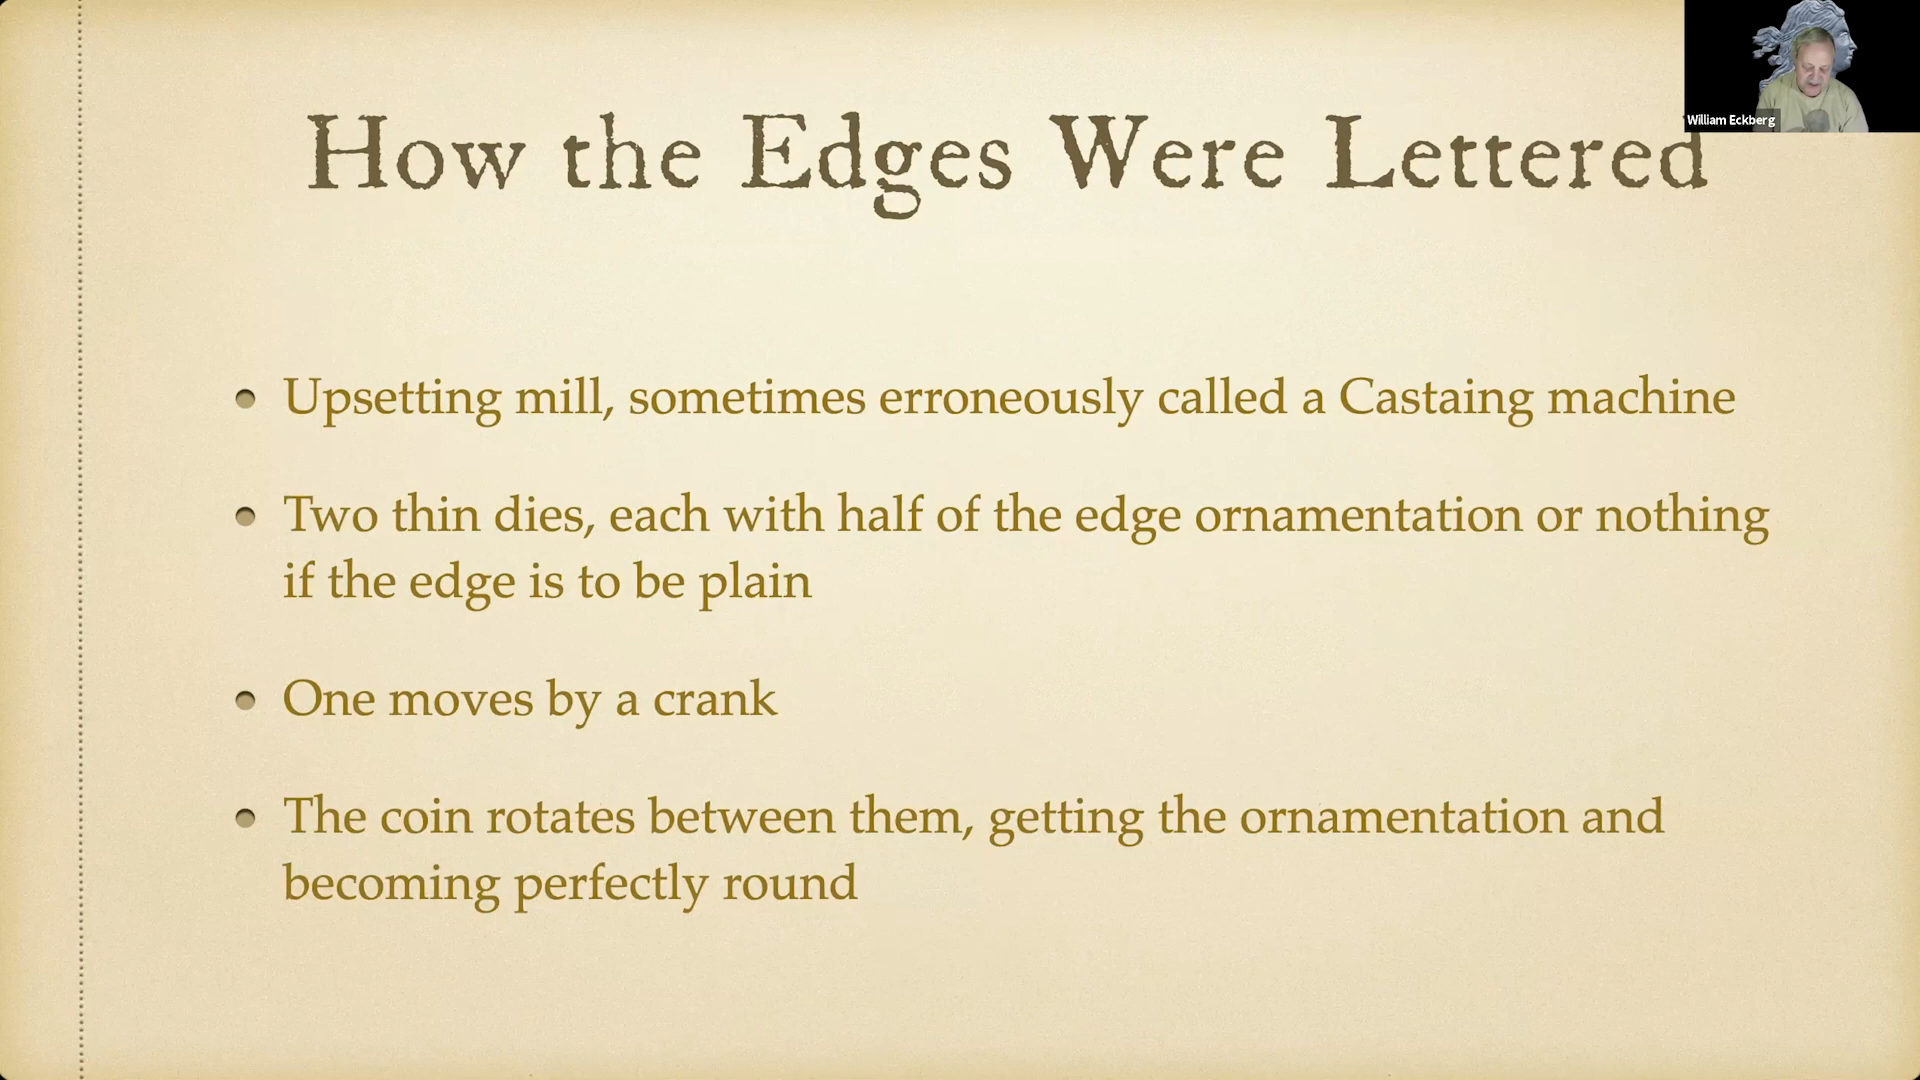 William Eckberg
How the Edges Were Lettered
Upsetting mill, sometimes erroneously called a Castaing machine
Two thin dies, each with half of the edge ornamentation or nothing
if the edge is to be plain
One moves by a crank
The coin rotates between them, getting the ornamentation and
becoming perfectly round